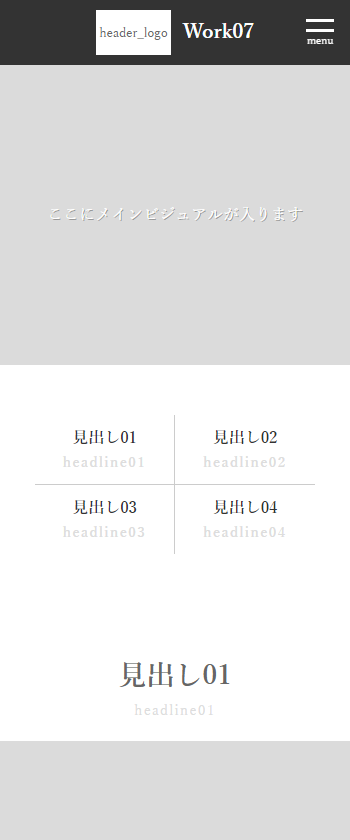 header_logo Work07
menu
ここにメインビジュアルが入ります
見出し01 見出し02
headline01 headline02
見出し03 見出し04
headline03 headline04
見出し01
headline01